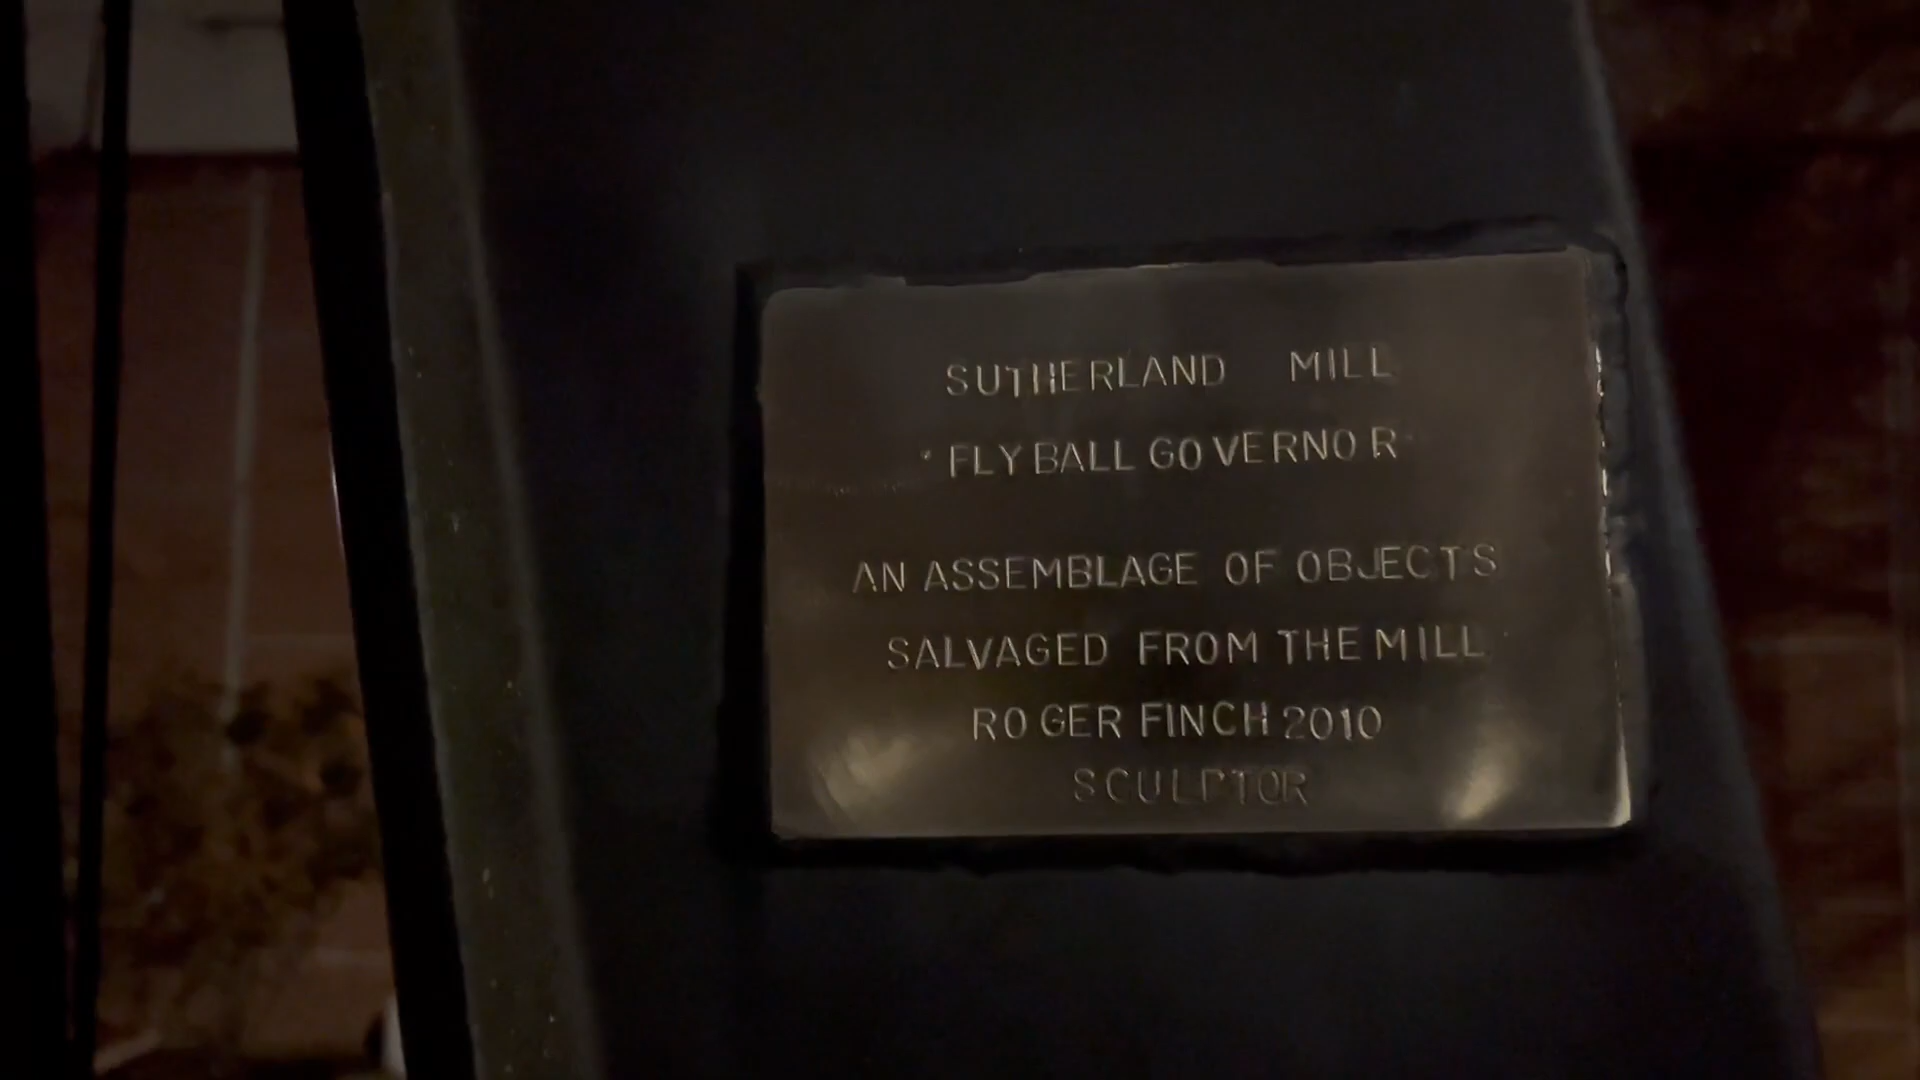 SUTHERLAND MILL
"FLYBALL GOVERNOR"
AN ASSEMBLAGE OF OBJECTS
SALVAGED FROM THE MILL
ROGER FINCH 2010
SCULPTOR